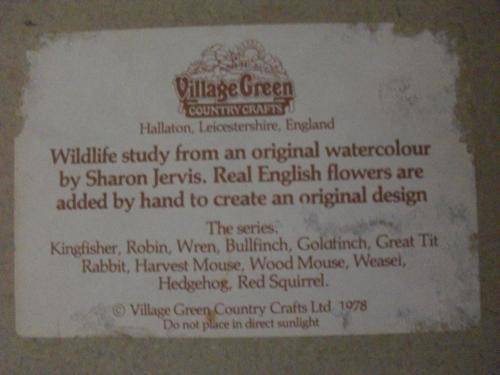 Village Green
COUNTRY CRAFTS
Hallaton, Leicestershire, England
Wildlife study from an original watercolour
by Sharon Jervis. Real English flowers are
added by hand to create an original design
The series.
Kingfisher, Robin, Wren, Bullfinch, Goldfinch, Great Tit
Rabbit, Harvest Mouse, Wood Mouse, Weasel,
Hedgehog, Red Squirrel.
© Village Green Country Crafts Ltd 1978
Do not place in direct sunlight